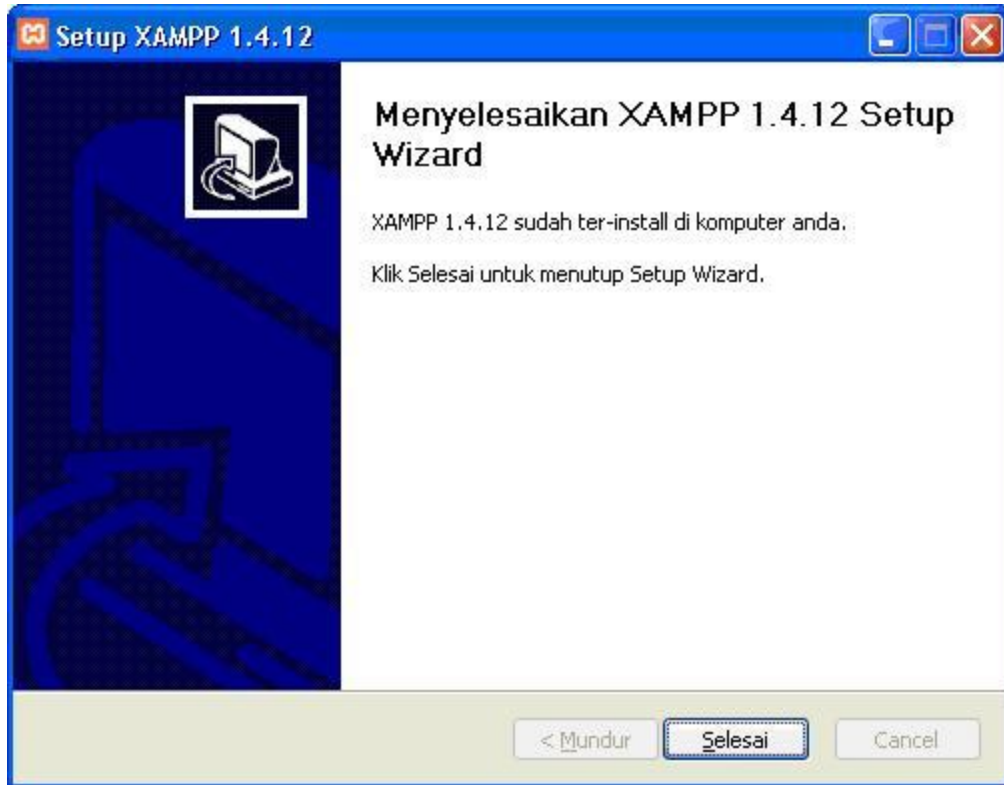 Setup XAMPP 1.4.12
Menyelesaikan XAMPP 1.4.12 Setup
Wizard
XAMPP 1.4.12 sudah ter-install di komputer anda.
Klik Selesai untuk menutup Setup Wizard.
< Mundur
Selesai
Cancel